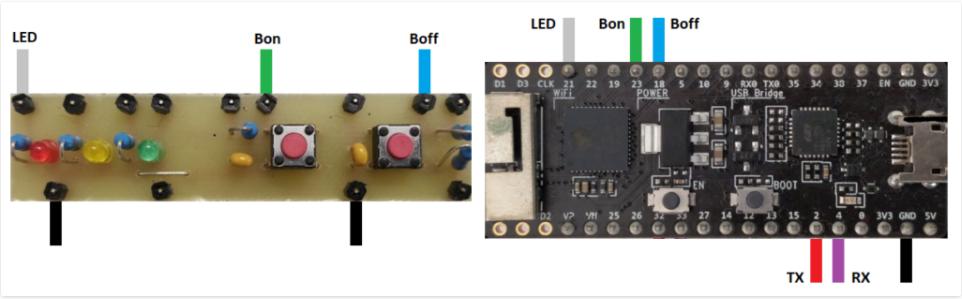 LED
Bon
Boff
LED
Bon
Boff
D1 D3 CLK 21 22 19 23 18 5 10 9 RX0 TX0 35 34 38 37 EN GND 3V3
WiFi
POWER
USB Bridge
EN
BOOT
D2 VP VN 25 26 32 33 27 14 12 13 15 2 4 0 3V3 GND 5V
TX
RX